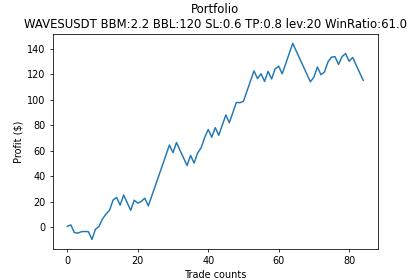 Portfolio
WAVESUSDT BBM:2.2 BBL:120 SL:0.6 TP:0.8 lev:20 WinRatio:61.0
140
120
100
80
60
40
20
0
Profit ($)
0 20 40 60 80
Trade counts